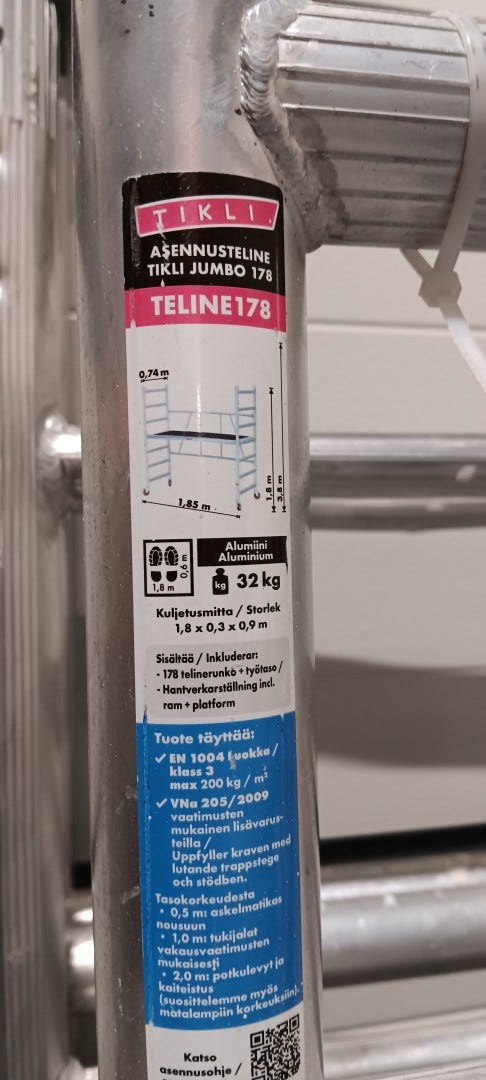 TIKLI.
ASENNUSTELINE
TIKLI JUMBO 178
TELINE178
0,74 m
1,8 m
3,8 m
1,85 m
0,6 m
1,8 m
Alumiini
Aluminium
kg
32 kg
Kuljetusmitta / Storlek
1,8 x 0,3 x 0,9 m
Sisältää / Inkluderar:
- 178 telinerunko + työtaso /
- Hantverkarställning incl.
ram + platform
Tuote täyttää:
✓ EN 1004 luokka /
klass 3
max 200 kg / m²
✓ VNa 205/2009
vaatimusten
mukainen lisävarus-
teilla /
Uppfyller kraven med
lutande trappstege
och stödben.
Tasokorkeudesta
• 0,5 m: askelmatikas
nousuun
• 1,0 m: tukijalat
vakausvaatimusten
mukaisesti
• 2,0 m: potkulevyt ja
kaiteistus
(suosittelemme myös
matalampiin korkeuksiin).
Katso
asennusohje /